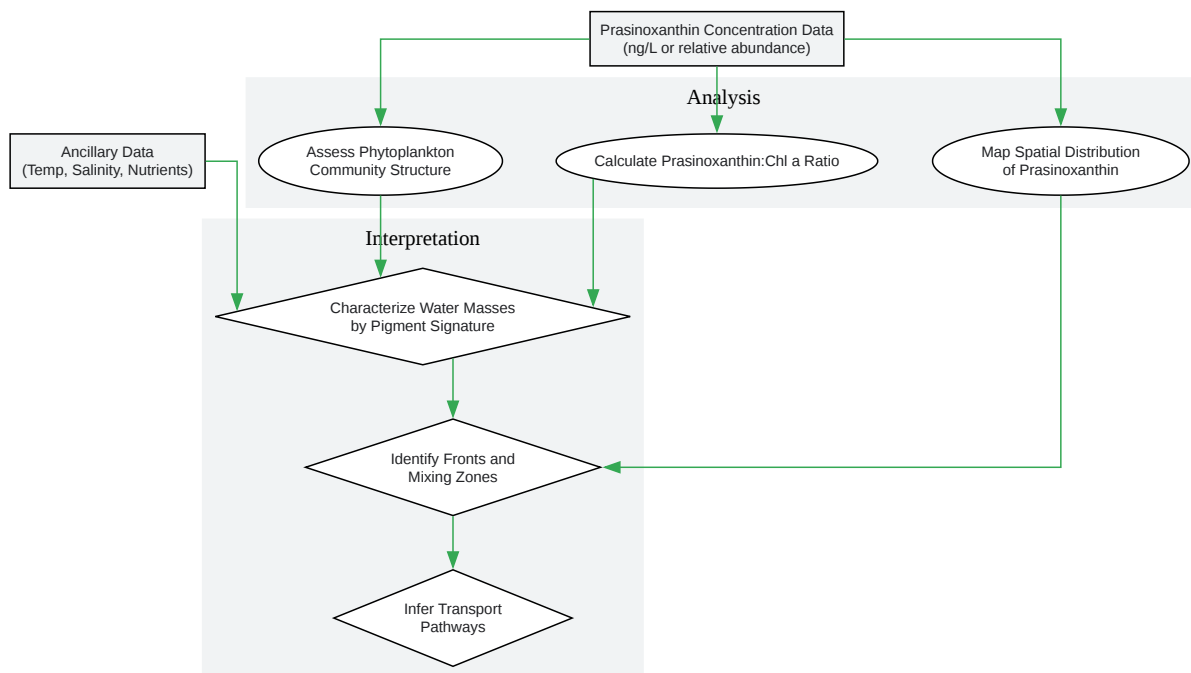 Prasinoxanthin Concentration Data
(ng/L or relative abundance)
Analysis
Ancillary Data
(Temp, Salinity, Nutrients)
Assess Phytoplankton
Community Structure
Calculate Prasinoxanthin:Chl a Ratio
Map Spatial Distribution
of Prasinoxanthin
Interpretation
Characterize Water Masses
by Pigment Signature
Identify Fronts and
Mixing Zones
Infer Transport
Pathways